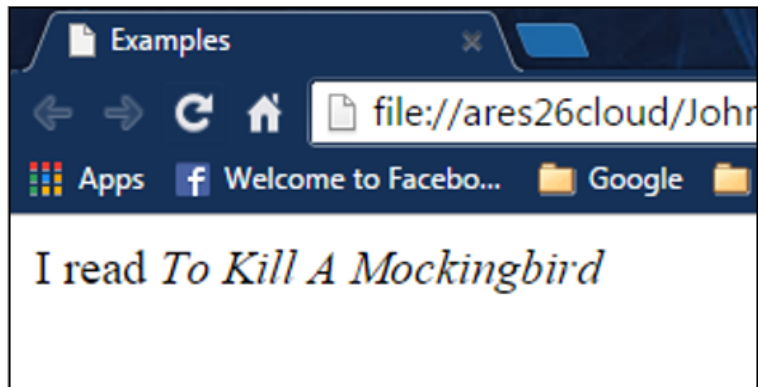 Examples
file://ares26cloud/John
Apps Welcome to Facebo... Google
I read To Kill A Mockingbird